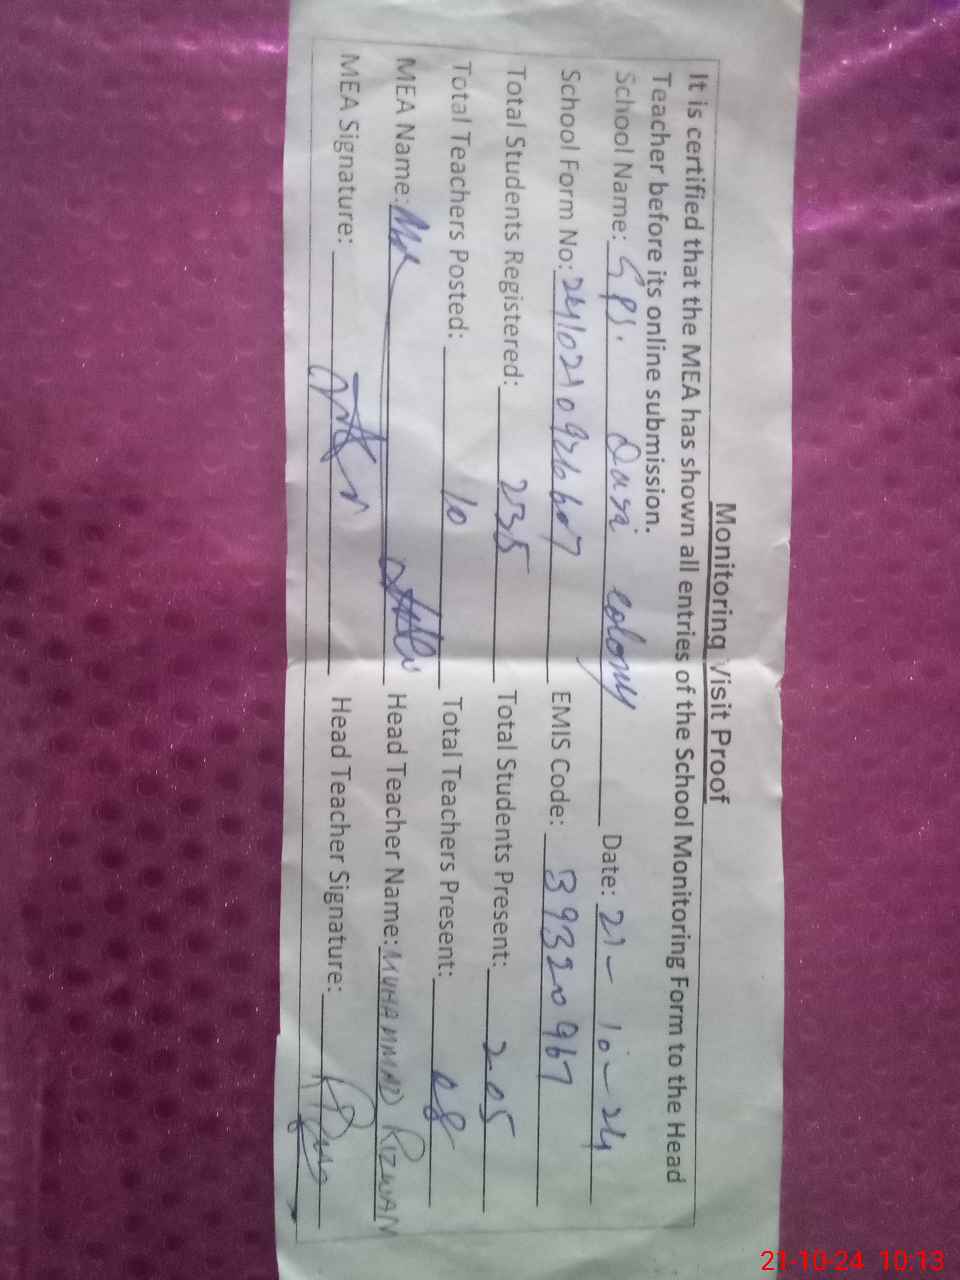 Monitoring Visit Proof
It is certified that the MEA has shown all entries of the School Monitoring Form to the Head
Teacher before its online submission.
School Name: GPS. Qasi colony Date: 21-10-24
School Form No: EMIS Code: 39320967
Total Students Registered: 235 Total Students Present: 205
Total Teachers Posted: 10 Total Teachers Present: 08
MEA Name: Head Teacher Name: MUHAMMAD RIZWAN
MEA Signature: Head Teacher Signature:
21-10-24 10:13